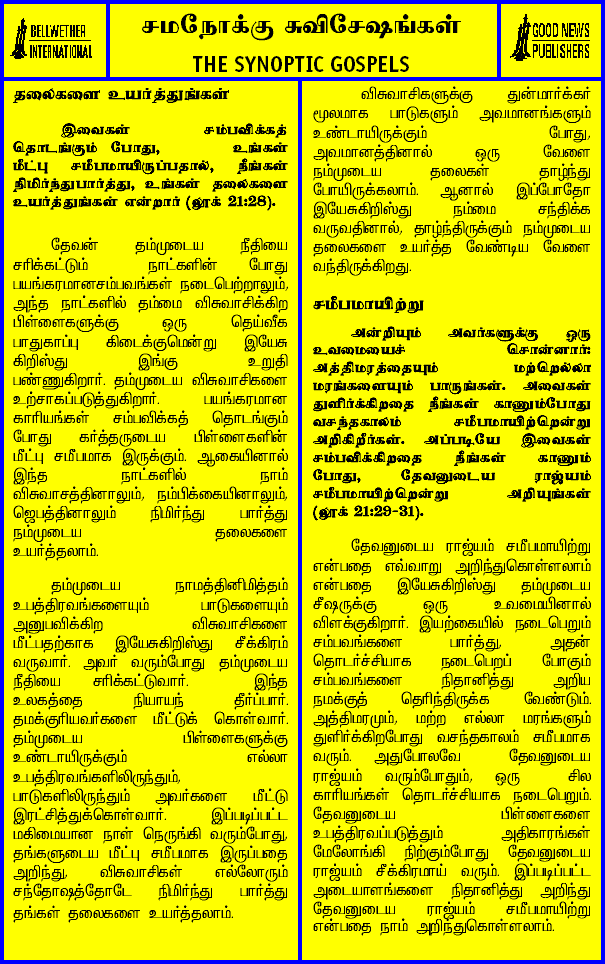 BELLWETHER
INTERNATIONAL
சமநோக்கு சுவிசேஷங்கள்
THE SYNOPTIC GOSPELS
GOOD NEWS
PUBLISHERS
தலைகளை உயர்த்துங்கள்
இவைகள் சம்பவிக்கத்
தொடங்கும் போது, உங்கள்
மீட்பு சமீபமாயிருப்பதால், நீங்கள்
நிமிர்ந்துபார்த்து, உங்கள் தலைகளை
உயர்த்துங்கள் என்றார் (லூக் 21:28).
தேவன் தம்முடைய நீதியை
சரிக்கட்டும் நாட்களின் போது
பயங்கரமானசம்பவங்கள் நடைபெற்றாலும்,
அந்த நாட்களில் தம்மை விசுவாசிக்கிற
பிள்ளைகளுக்கு ஒரு தெய்வீக
பாதுகாப்பு கிடைக்குமென்று இயேசு
கிறிஸ்து இங்கு உறுதி
பண்ணுகிறார். தம்முடைய விசுவாசிகளை
உற்சாகப்படுத்துகிறார். பயங்கரமான
காரியங்கள் சம்பவிக்கத் தொடங்கும்
போது கர்த்தருடைய பிள்ளைகளின்
மீட்பு சமீபமாக இருக்கும். ஆகையினால்
இந்த நாட்களில் நாம்
விசுவாசத்தினாலும், நம்பிக்கையினாலும்,
ஜெபத்தினாலும் நிமிர்ந்து பார்த்து
நம்முடைய தலைகளை
உயர்த்தலாம்.
தம்முடைய நாமத்தினிமித்தம்
உபத்திரவங்களையும் பாடுகளையும்
அனுபவிக்கிற விசுவாசிகளை
மீட்பதற்காக இயேசுகிறிஸ்து சீக்கிரம்
வருவார். அவர் வரும்போது தம்முடைய
நீதியை சரிக்கட்டுவார். இந்த
உலகத்தை நியாயந் தீர்ப்பார்.
தமக்குரியவர்களை மீட்டுக் கொள்வார்.
தம்முடைய பிள்ளைகளுக்கு
உண்டாயிருக்கும் எல்லா
உபத்திரவங்களிலிருந்தும்,
பாடுகளிலிருந்தும் அவர்களை மீட்டு
இரட்சித்துக்கொள்வார். இப்படிப்பட்ட
மகிமையான நாள் நெருங்கி வரும்போது,
தங்களுடைய மீட்பு சமீபமாக இருப்பதை
அறிந்து, விசுவாசிகள் எல்லோரும்
சந்தோஷத்தோடே நிமிர்ந்து பார்த்து
தங்கள் தலைகளை உயர்த்தலாம்.
விசுவாசிகளுக்கு துன்மார்க்கர்
மூலமாக பாடுகளும் அவமானங்களும்
உண்டாயிருக்கும் போது,
அவமானத்தினால் ஒரு வேளை
நம்முடைய தலைகள் தாழ்ந்து
போயிருக்கலாம். ஆனால் இப்போதோ
இயேசுகிறிஸ்து நம்மை சந்திக்க
வருவதினால், தாழ்ந்திருக்கும் நம்முடைய
தலைகளை உயர்த்த வேண்டிய வேளை
வந்திருக்கிறது.
சமீபமாயிற்று
அன்றியும் அவர்களுக்கு ஒரு
உவமையைச் சொன்னார்:
அத்திமரத்தையும் மற்றெல்லா
மரங்களையும் பாருங்கள். அவைகள்
துளிர்க்கிறதை நீங்கள் காணும்போது
வசந்தகாலம் சமீபமாயிற்றென்று
அறிகிறீர்கள். அப்படியே இவைகள்
சம்பவிக்கிறதை நீங்கள் காணும்
போது, தேவனுடைய ராஜ்யம்
சமீபமாயிற்றென்று அறியுங்கள்
(லூக் 21:29-31).
தேவனுடைய ராஜ்யம் சமீபமாயிற்று
என்பதை எவ்வாறு அறிந்துகொள்ளலாம்
என்பதை இயேசுகிறிஸ்து தம்முடைய
சீஷருக்கு ஒரு உவமையினால்
விளக்குகிறார். இயற்கையில் நடைபெறும்
சம்பவங்களை பார்த்து, அதன்
தொடர்ச்சியாக நடைபெறப் போகும்
சம்பவங்களை நிதானித்து அறிய
நமக்குத் தெரிந்திருக்க வேண்டும்.
அத்திமரமும், மற்ற எல்லா மரங்களும்
துளிர்க்கிறபோது வசந்தகாலம் சமீபமாக
வரும். அதுபோலவே தேவனுடைய
ராஜ்யம் வரும்போதும், ஒரு சில
காரியங்கள் தொடர்ச்சியாக நடைபெறும்.
தேவனுடைய பிள்ளைகளை
உபத்திரவப்படுத்தும் அதிகாரங்கள்
மேலோங்கி நிற்கும்போது தேவனுடைய
ராஜ்யம் சீக்கிரமாய் வரும். இப்படிப்பட்ட
அடையாளங்களை நிதானித்து அறிந்து
தேவனுடைய ராஜ்யம் சமீபமாயிற்று
என்பதை நாம் அறிந்துகொள்ளலாம்.